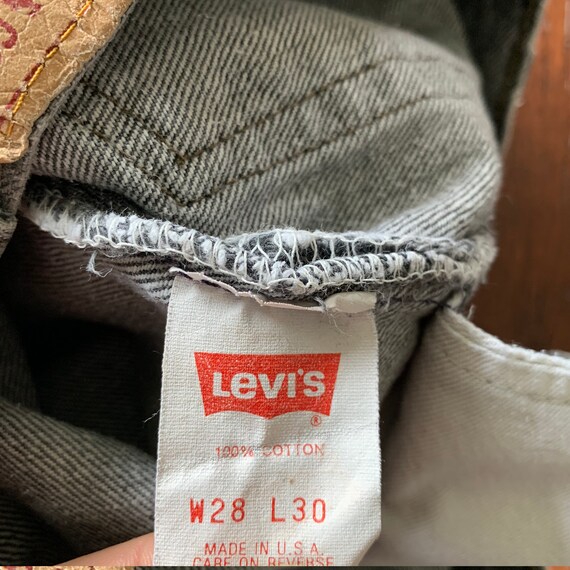 LEVI'S
®
100% COTTON
W28 L30
MADE IN U.S.A.
CARE ON REVERSE